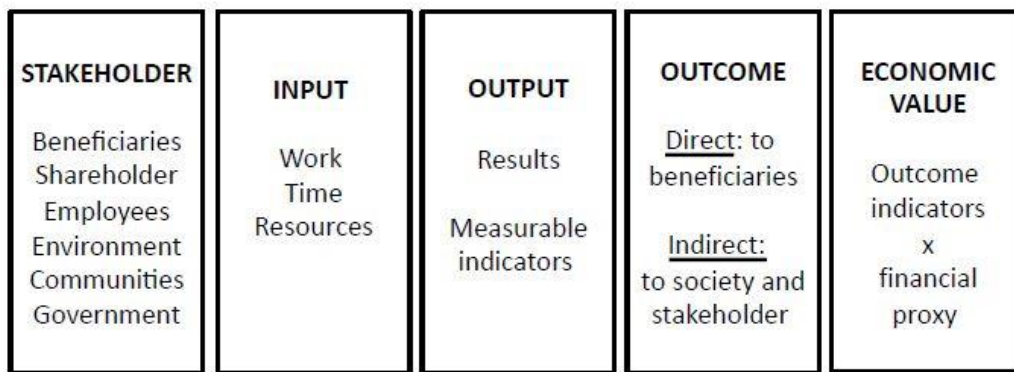 STAKEHOLDER
Beneficiaries
Shareholder
Employees
Environment
Communities
Government
INPUT
Work
Time
Resources
OUTPUT
Results
Measurable
indicators
OUTCOME
Direct: to
beneficiaries
Indirect:
to society and
stakeholder
ECONOMIC
VALUE
Outcome
indicators
x
financial
proxy